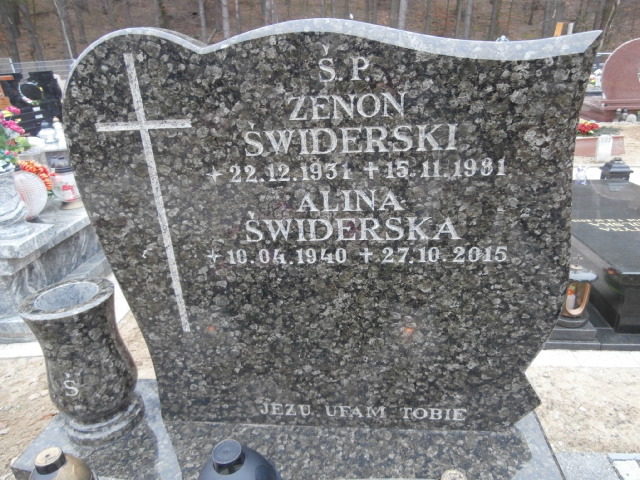 Ś.P.
ZENON
ŚWIDERSKI
+22.12.1931 +15.11.1981
ALINA
ŚWIDERSKA
+10.04.1940 +27.10.2015
JEZU UFAM TOBIE
Ś